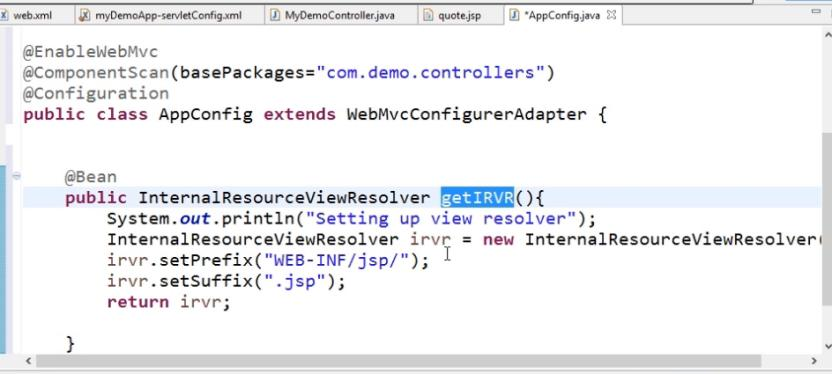 web.xml myDemoApp-servletConfig.xml MyDemoController.java quote.jsp *AppConfig.java
@EnableWebMvc
@ComponentScan(basePackages="com.demo.controllers")
@Configuration
public class AppConfig extends WebMvcConfigurerAdapter {
@Bean
public InternalResourceViewResolver getIRVR(){
System.out.println("Setting up view resolver");
InternalResourceViewResolver irvr = new InternalResourceViewResolver(
irvr.setPrefix("WEB-INF/jsp/");
irvr.setSuffix(".jsp");
return irvr;
}